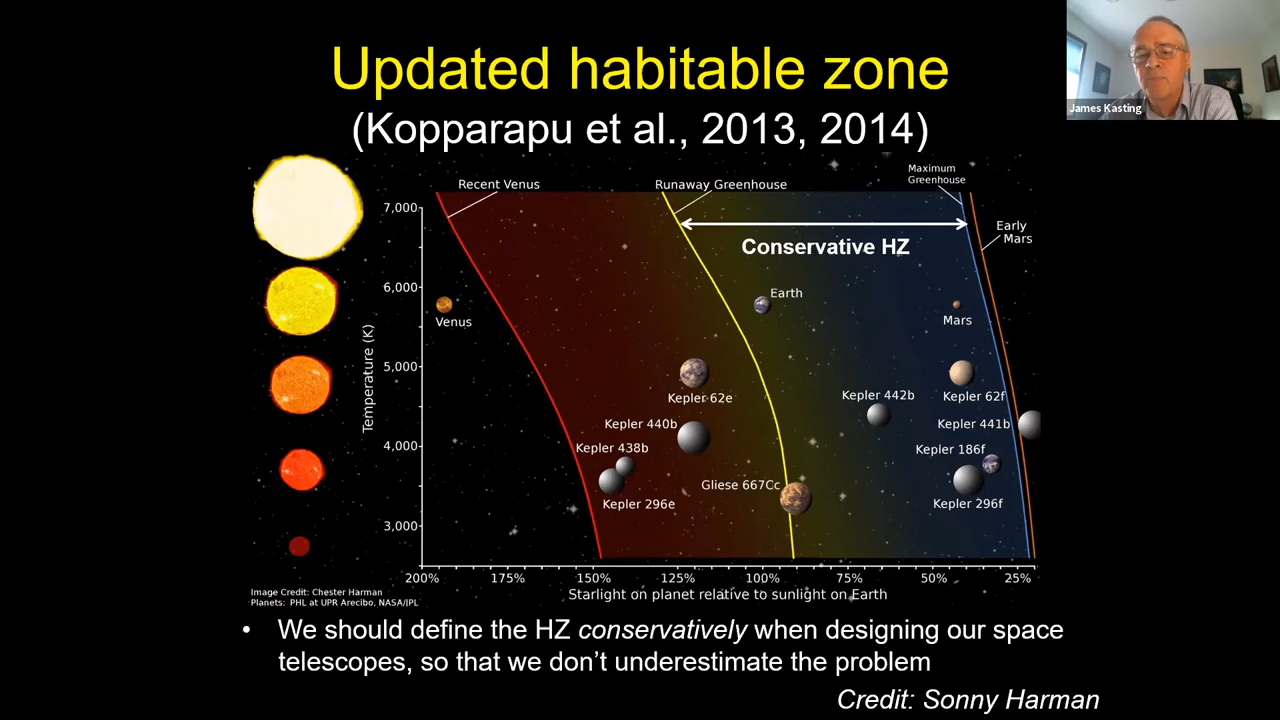 Updated habitable zone
(Kopparapu et al., 2013, 2014)
James Kasting
Recent Venus
Runaway Greenhouse
Maximum
Greenhouse
Early
Mars
Conservative HZ
Temperature (K)
7,000
6,000
5,000
4,000
3,000
Venus
Earth
Mars
Kepler 62e
Kepler 442b
Kepler 62f
Kepler 440b
Kepler 441b
Kepler 438b
Kepler 186f
Gliese 667Cc
Kepler 296e
Kepler 296f
200% 175% 150% 125% 100% 75% 50% 25%
Starlight on planet relative to sunlight on Earth
Image Credit: Chester Harman
Planets: PHL at UPR Arecibo, NASA/JPL
• We should define the HZ conservatively when designing our space
telescopes, so that we don’t underestimate the problem
Credit: Sonny Harman